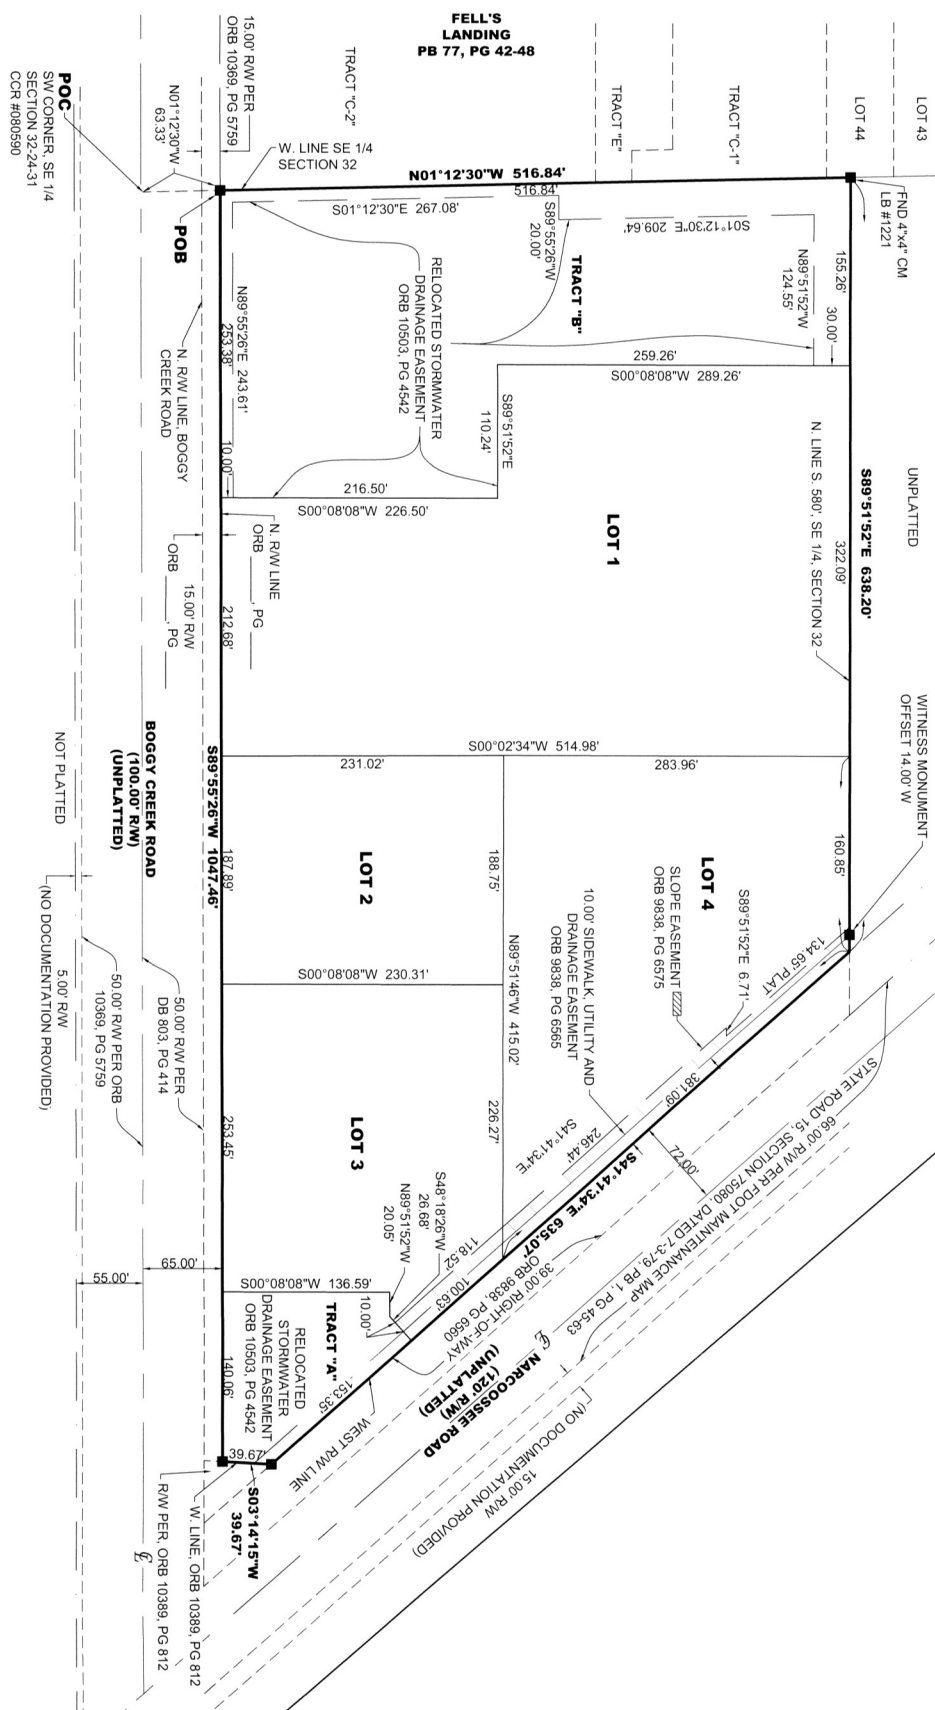 FELL'S
LANDING
PB 77, PG 42-48
LOT 43
LOT 44
TRACT "C-1"
TRACT "E"
TRACT "C-2"
15.00' R/W PER
ORB 10369, PG 5759
UNPLATTED
WITNESS MONUMENT
OFFSET 14.00' W
FND 4"x4" CM
LB #1221
S89°51'52"E 638.20'
155.26'
30.00'
322.09'
160.85'
N. LINE S. 580', SE 1/4, SECTION 32
W. LINE SE 1/4
SECTION 32
N01°12'30"W 516.84'
516.84'
S01°12'30"E 267.08'
S01°12'30"E 209.64'
S89°55'26"W
20.00'
N89°51'52"W
124.55'
TRACT "B"
259.26'
S00°08'08"W 289.26'
RELOCATED STORMWATER
DRAINAGE EASEMENT
ORB 10503, PG 4542
S89°51'52"E
110.24'
216.50'
S00°08'08"W 226.50'
N89°55'26"E 243.61'
253.38'
10.00'
LOT 1
S00°02'34"W 514.98'
231.02'
283.96'
LOT 4
SLOPE EASEMENT
ORB 9838, PG 6575
S89°51'52"E 6.71'
134.65' PLAT
10.00' SIDEWALK, UTILITY AND
DRAINAGE EASEMENT
ORB 9838, PG 6565
188.75'
N89°51'46"W 415.02'
226.27'
LOT 2
S00°08'08"W 230.31'
LOT 3
S41°41'34"E
246.44'
381.09'
S41°41'34"E 635.07'
72.00'
STATE ROAD 15, SECTION 75080, DATED 7-3-79, PB 1, PG 45-63
66.00' R/W PER FDOT MAINTENANCE MAP
39.00' RIGHT-OF-WAY
ORB 9838, PG 6560
NARCOOSSEE ROAD
(120' R/W)
(UNPLATTED)
15.00' R/W
(NO DOCUMENTATION PROVIDED)
WEST R/W LINE
S48°18'26"W
26.68'
N89°51'52"W
20.05'
118.52'
100.63'
10.00'
153.35'
S00°08'08"W 136.59'
TRACT "A"
RELOCATED
STORMWATER
DRAINAGE EASEMENT
ORB 10503, PG 4542
140.06'
39.67'
S03°14'15"W
39.67'
W. LINE, ORB 10389, PG 812
R/W PER, ORB 10389, PG 812
POB
N01°12'30"W
63.33'
POC
SW CORNER, SE 1/4
SECTION 32-24-31
CCR #080590
N. R/W LINE, BOGGY
CREEK ROAD
N. R/W LINE
ORB ____, PG ____
15.00' R/W
ORB ____, PG ____
212.68'
S89°55'26"W 1047.46'
187.89'
253.45'
BOGGY CREEK ROAD
(100.00' R/W)
(UNPLATTED)
50.00' R/W PER
DB 803, PG 414
50.00' R/W PER ORB
10369, PG 5759
65.00'
55.00'
NOT PLATTED
5.00' R/W
(NO DOCUMENTATION PROVIDED)